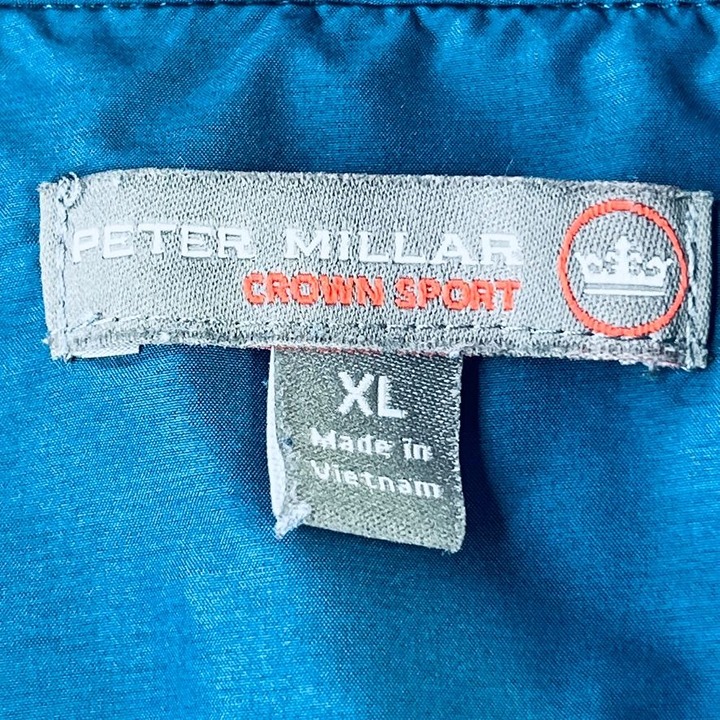 PETER MILLAR
CROWN SPORT
XL
Made in
Vietnam